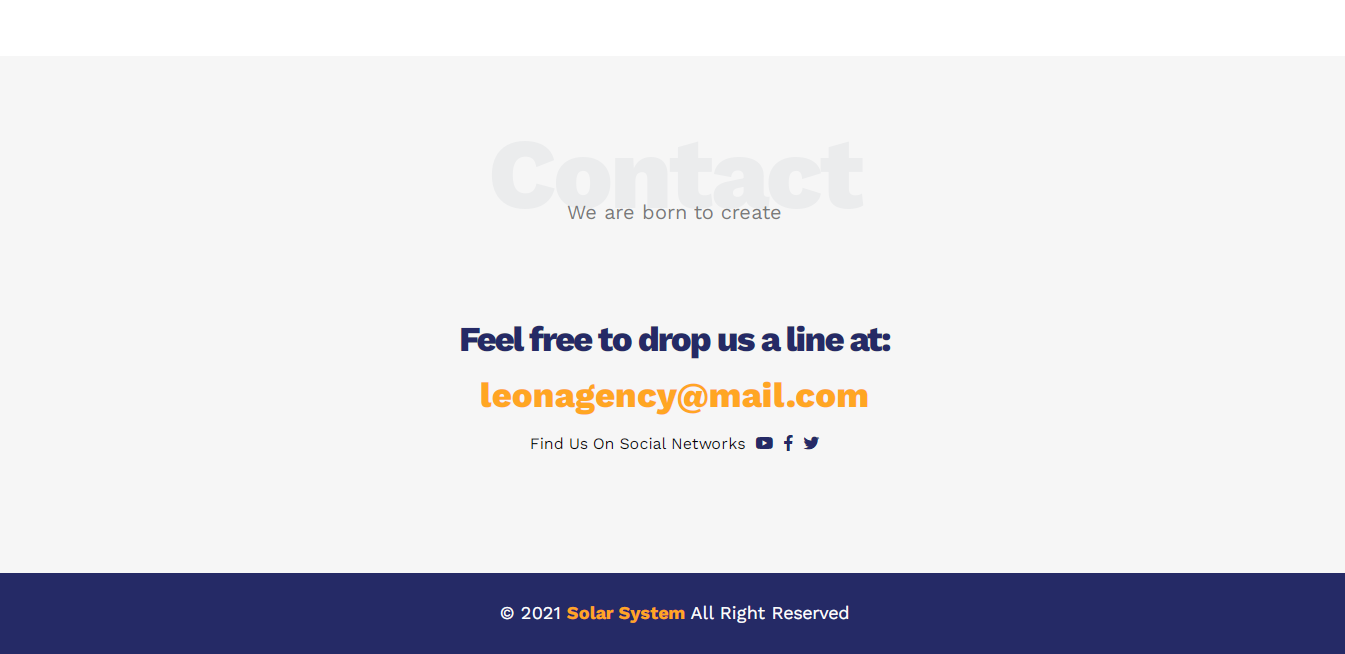 Contact
We are born to create
Feel free to drop us a line at:
leonagency@mail.com
Find Us On Social Networks
© 2021 Solar System All Right Reserved